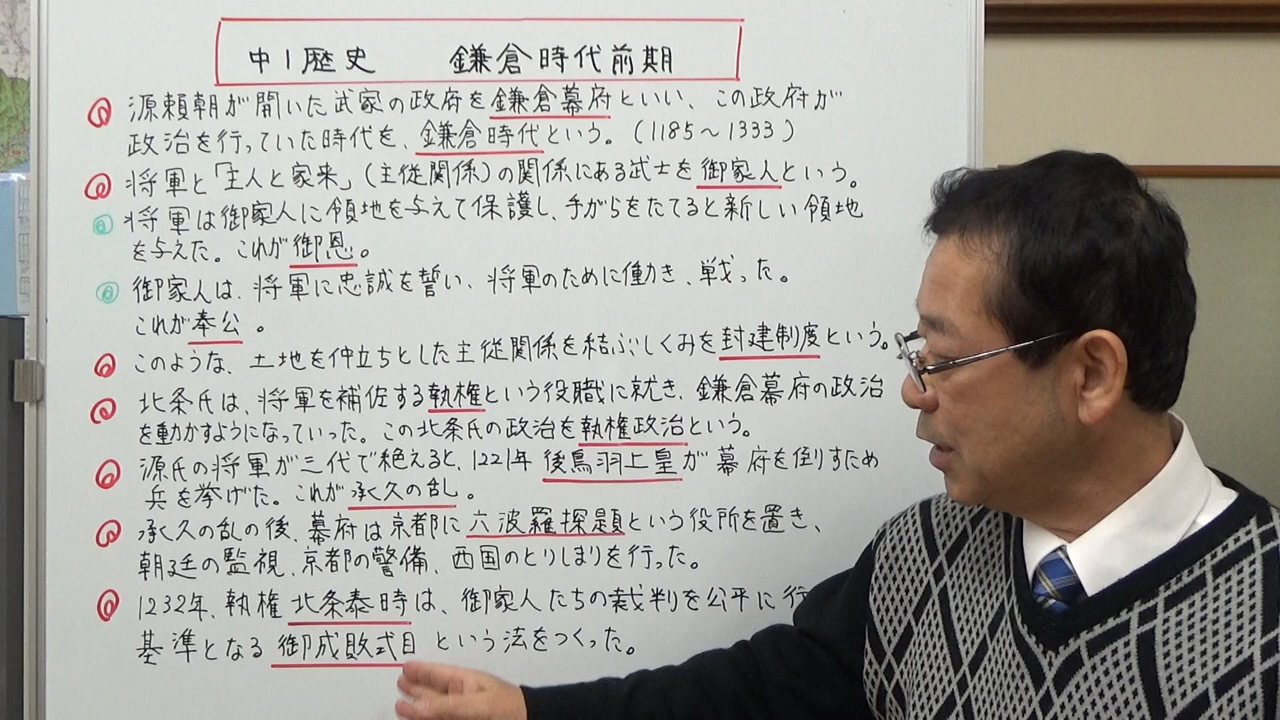 中1歴史　鎌倉時代前期
源頼朝が開いた武家の政府を鎌倉幕府といい、この政府が
政治を行っていた時代を、鎌倉時代という。(1185～1333)
将軍と「主人と家来」(主従関係)の関係にある武士を御家人という。
将軍は御家人に領地を与えて保護し、手がらをたてると新しい領地
を与えた。これが御恩。
御家人は、将軍に忠誠を誓い、将軍のために働き、戦った。
これが奉公。
このような、土地を仲立ちとした主従関係を結ぶしくみを封建制度という。
北条氏は、将軍を補佐する執権という役職に就き、鎌倉幕府の政治
を動かすようになっていった。この北条氏の政治を執権政治という。
源氏の将軍が三代で絶えると、1221年後鳥羽上皇が幕府を倒すため
兵を挙げた。これが承久の乱。
承久の乱の後、幕府は京都に六波羅探題という役所を置き、
朝廷の監視、京都の警備、西国のとりしまりを行った。
1232年、執権北条泰時は、御家人たちの裁判を公平に行
基準となる御成敗式目という法をつくった。